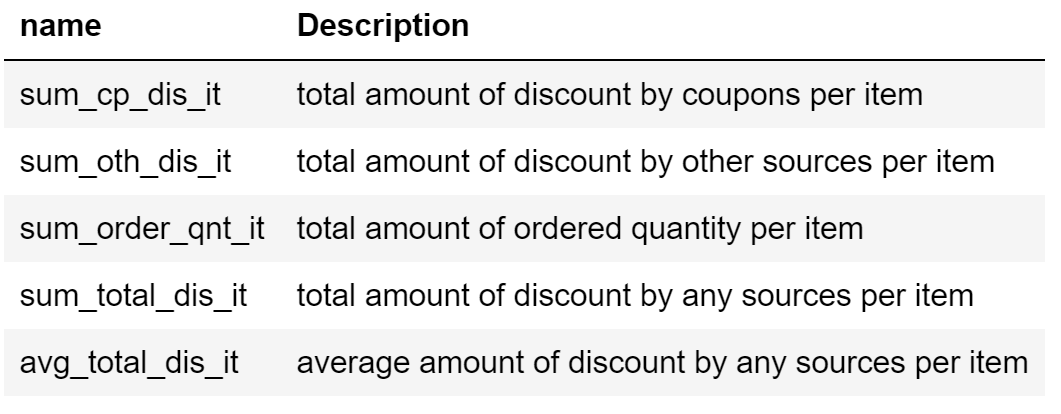 name Description
sum_cp_dis_it total amount of discount by coupons per item
sum_oth_dis_it total amount of discount by other sources per item
sum_order_qnt_it total amount of ordered quantity per item
sum_total_dis_it total amount of discount by any sources per item
avg_total_dis_it average amount of discount by any sources per item